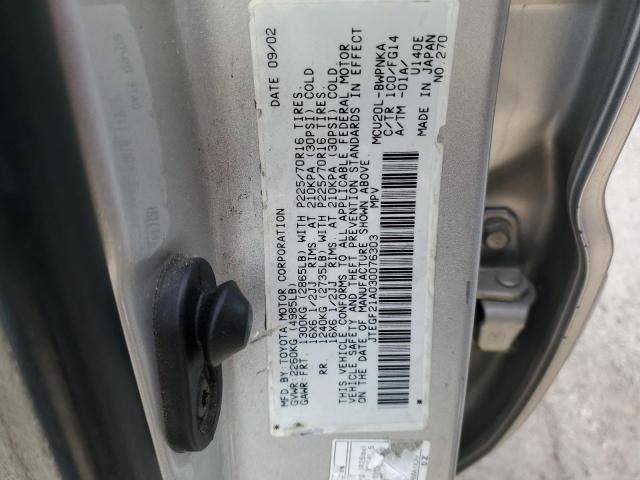 DATE 09/02
MFD.BY:TOYOTA MOTOR CORPORATION
GVWR:2260KG(4985LB)
GAWR:FRT 1300KG (2865LB) WITH P225/70R16 TIRES,
16X6 1/2JJ RIMS, AT 210KPA (30PSI) COLD
RR 1240KG (2735LB) WITH P225/70R16 TIRES,
16X6 1/2JJ RIMS, AT 210KPA (30PSI) COLD
THIS VEHICLE CONFORMS TO ALL APPLICABLE FEDERAL MOTOR
VEHICLE SAFETY AND THEFT PREVENTION STANDARDS IN EFFECT
ON THE DATE OF MANUFACTURE SHOWN ABOVE.
JTEGF21A030076303 MPV
MCU20L-BWPNKA
C/TR 1C0/FG14
A/TM -01A/ U140E
MADE IN JAPAN
NO.270